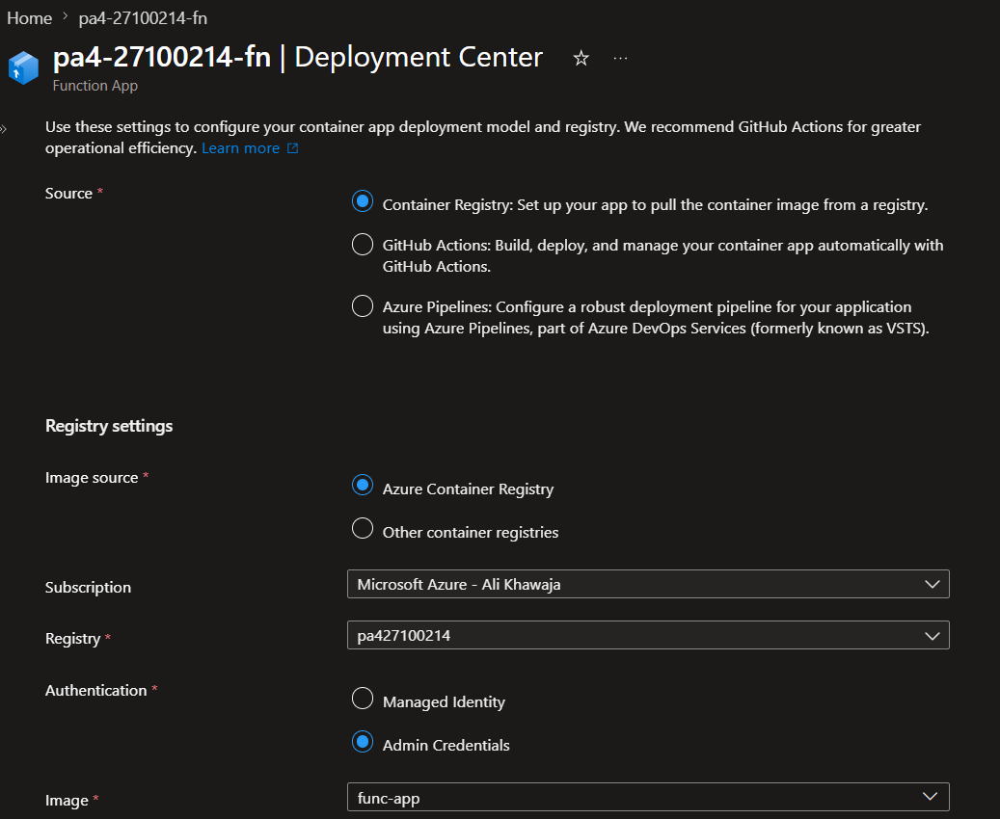 Home > pa4-27100214-fn
pa4-27100214-fn | Deployment Center
Function App
Use these settings to configure your container app deployment model and registry. We recommend GitHub Actions for greater
operational efficiency. Learn more
Source *
Container Registry: Set up your app to pull the container image from a registry.
GitHub Actions: Build, deploy, and manage your container app automatically with
GitHub Actions.
Azure Pipelines: Configure a robust deployment pipeline for your application
using Azure Pipelines, part of Azure DevOps Services (formerly known as VSTS).
Registry settings
Image source *
Azure Container Registry
Other container registries
Subscription
Microsoft Azure - Ali Khawaja
Registry *
pa427100214
Authentication *
Managed Identity
Admin Credentials
Image *
func-app